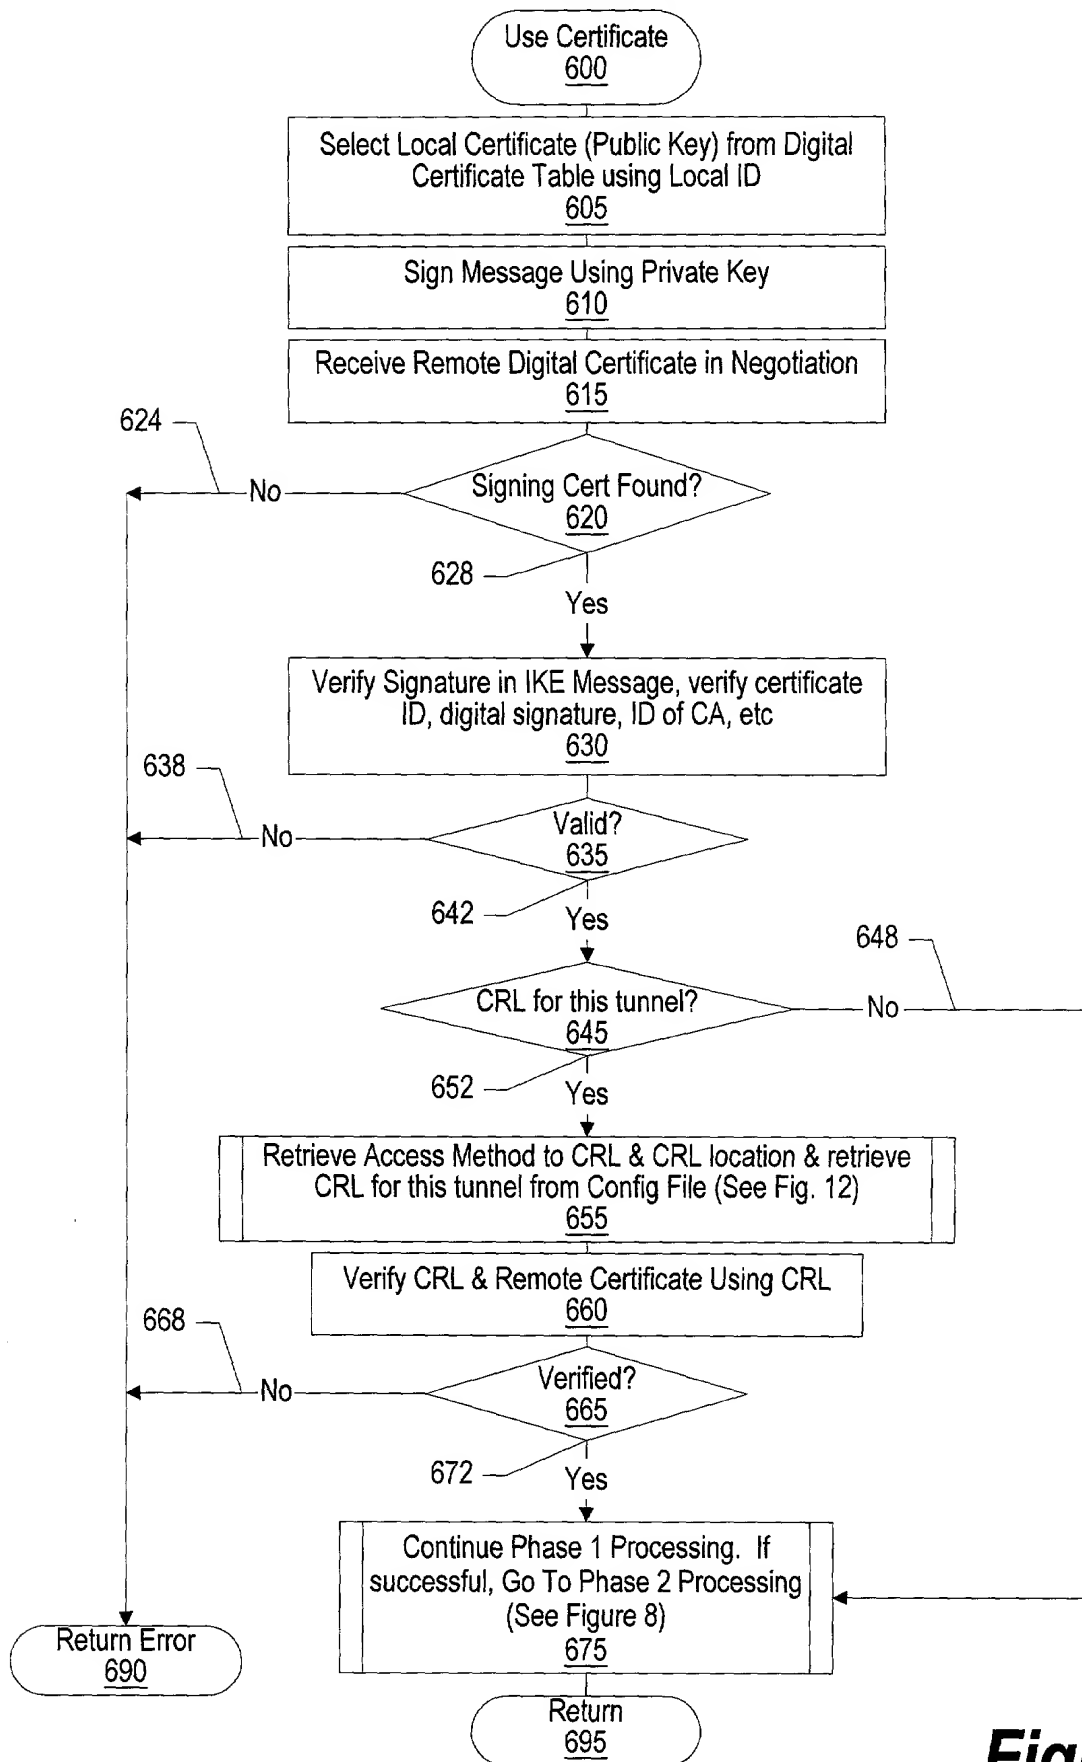 Use Certificate
600
Select Local Certificate (Public Key) from Digital
Certificate Table using Local ID
605
Sign Message Using Private Key
610
Receive Remote Digital Certificate in Negotiation
615
624
No
Signing Cert Found?
620
628
Yes
Verify Signature in IKE Message, verify certificate
ID, digital signature, ID of CA, etc
630
638
No
Valid?
635
642
Yes
648
CRL for this tunnel?
645
No
652
Yes
Retrieve Access Method to CRL & CRL location & retrieve
CRL for this tunnel from Config File (See Fig. 12)
655
Verify CRL & Remote Certificate Using CRL
660
668
No
Verified?
665
672
Yes
Continue Phase 1 Processing. If
successful, Go To Phase 2 Processing
(See Figure 8)
675
Return Error
690
Return
695